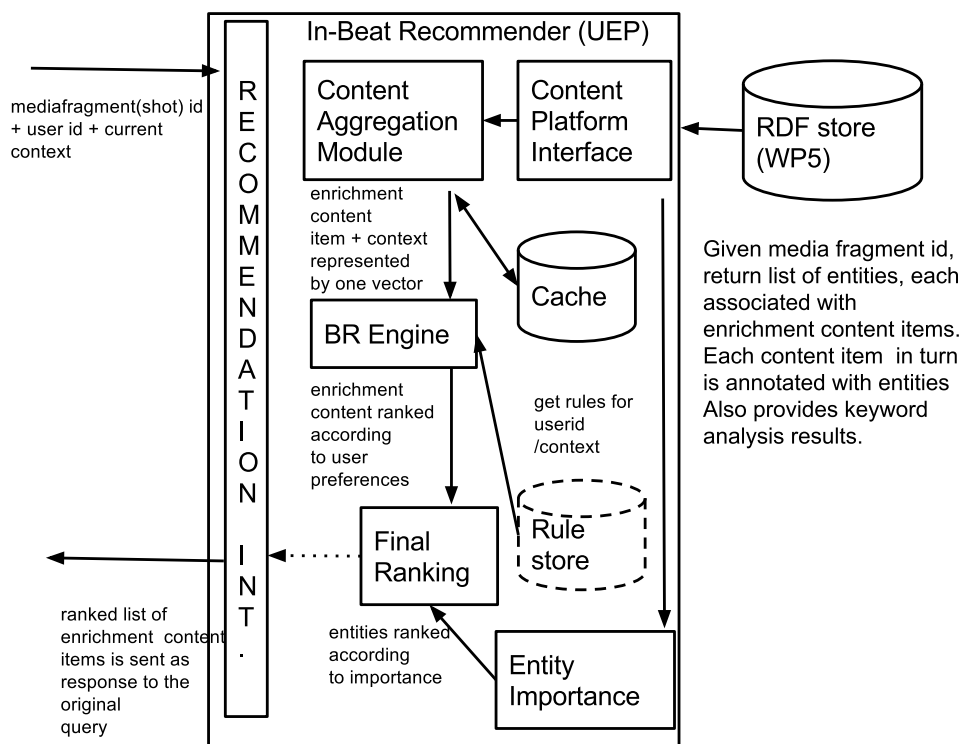 In-Beat Recommender (UEP)
mediafragment(shot) id
+ user id + current
context
RECOMMENDATION INT.
Content
Aggregation
Module
Content
Platform
Interface
RDF store
(WP5)
enrichment
content
item + context
represented
by one vector
Cache
Given media fragment id,
return list of entities, each
associated with
enrichment content items.
Each content item in turn
is annotated with entities
Also provides keyword
analysis results.
BR Engine
enrichment
content ranked
according
to user
preferences
get rules for
userid
/context
Rule
store
Final
Ranking
ranked list of
enrichment content
items is sent as
response to the
original
query
entities ranked
according
to importance
Entity
Importance